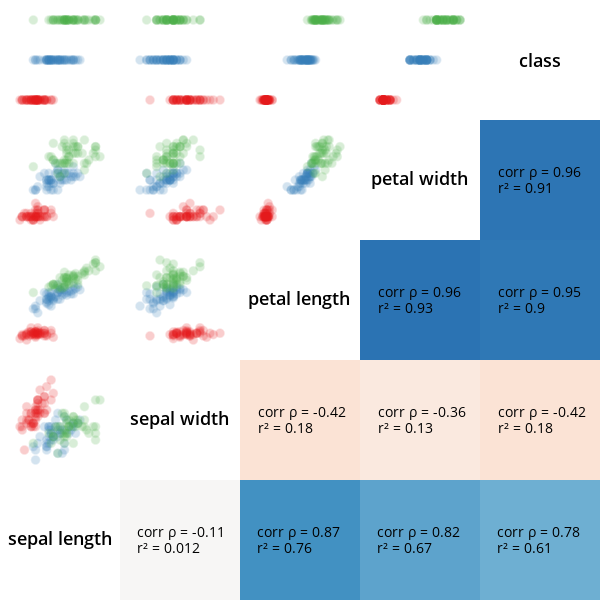 class
petal width
corr ρ = 0.96
r² = 0.91
petal length
corr ρ = 0.96
r² = 0.93
corr ρ = 0.95
r² = 0.9
sepal width
corr ρ = -0.42
r² = 0.18
corr ρ = -0.36
r² = 0.13
corr ρ = -0.42
r² = 0.18
sepal length
corr ρ = -0.11
r² = 0.012
corr ρ = 0.87
r² = 0.76
corr ρ = 0.82
r² = 0.67
corr ρ = 0.78
r² = 0.61